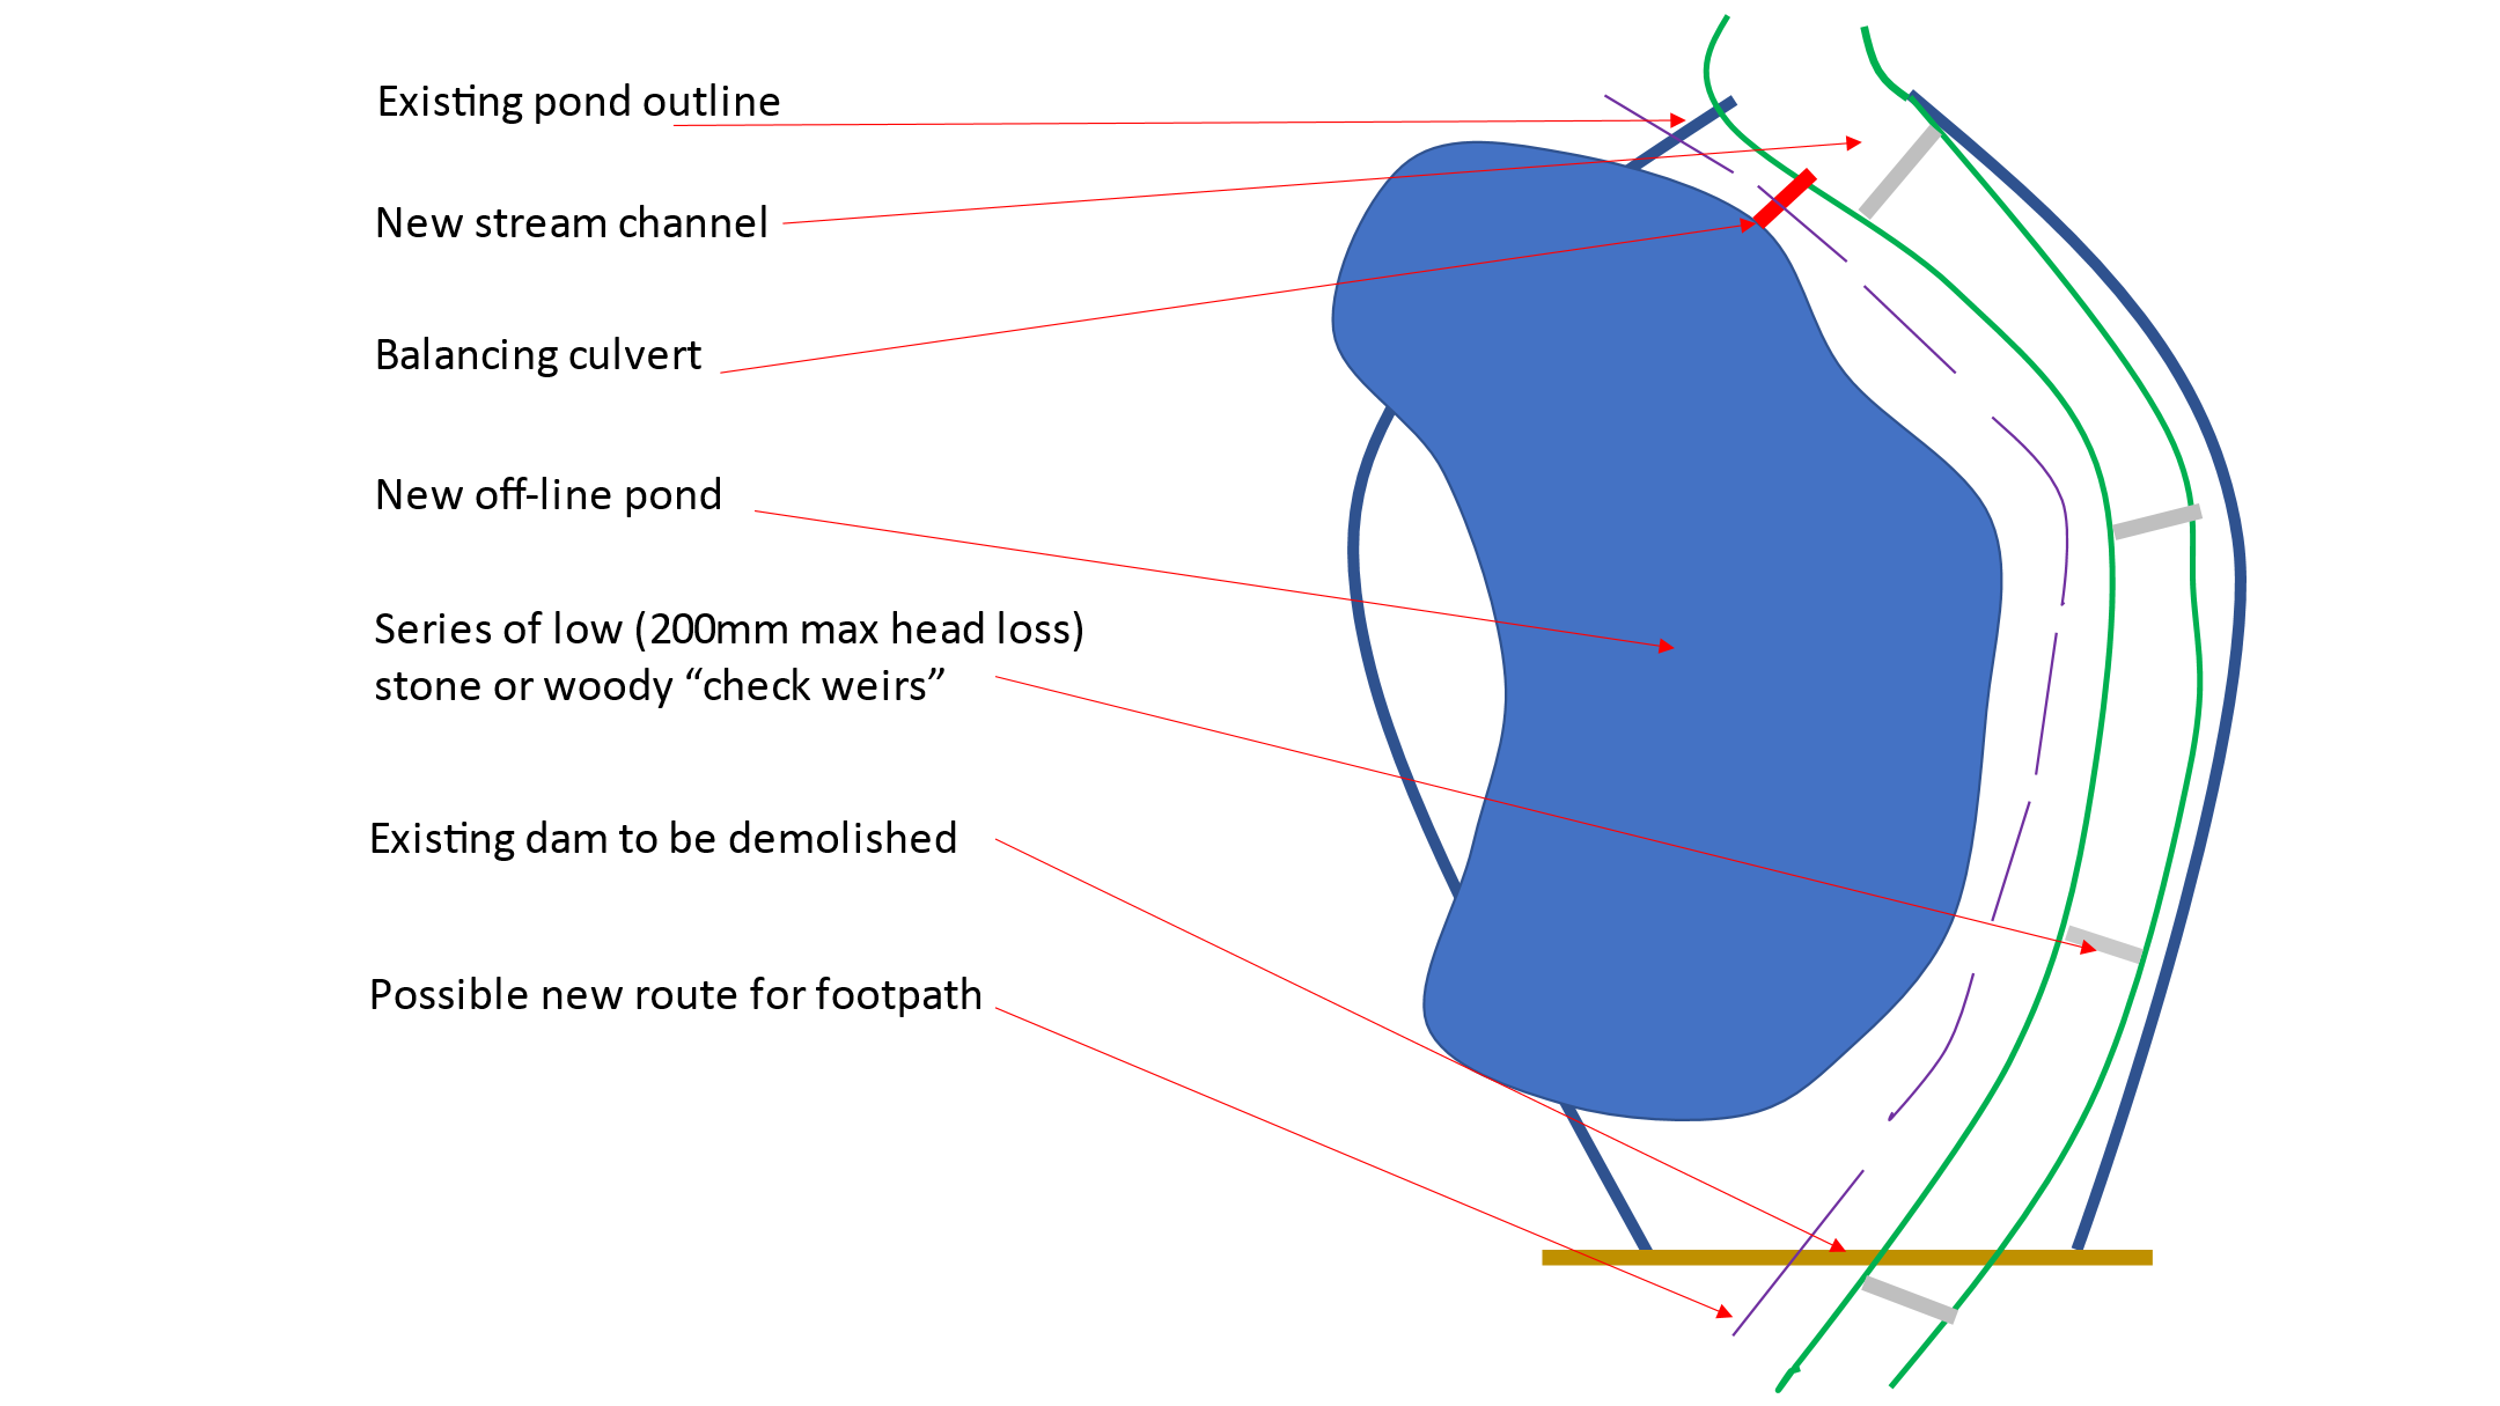 Existing pond outline
New stream channel
Balancing culvert
New off-line pond
Series of low (200mm max head loss)
stone or woody “check weirs”
Existing dam to be demolished
Possible new route for footpath